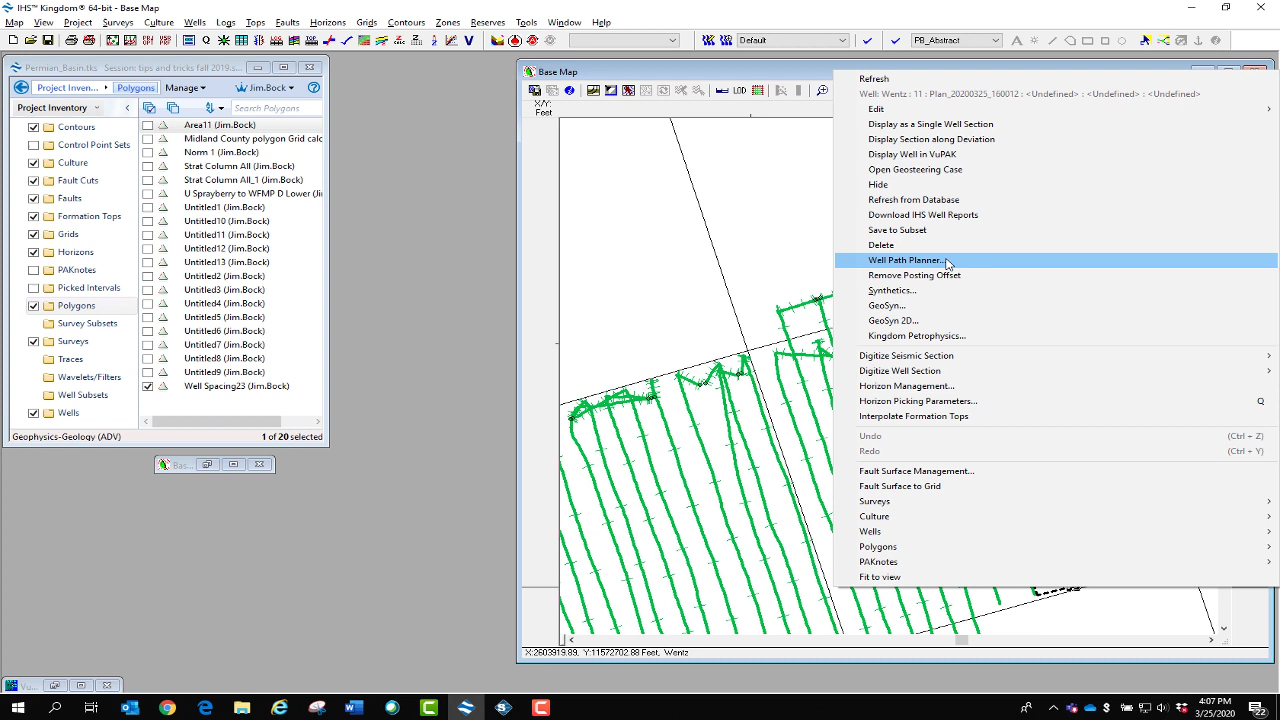 IHS™ Kingdom® 64-bit - Base Map
Map View Project Surveys Culture Wells Logs Tops Faults Horizons Grids Contours Zones Reserves Tools Window Help
Default
PB_Abstract
Permian_Basin.tks Session: tips and tricks fall 2019.s...
Project Inven... Polygons Manage Jim.Bock
Project Inventory
Search Polygons
Contours
Control Point Sets
Culture
Fault Cuts
Faults
Formation Tops
Grids
Horizons
PAKnotes
Picked Intervals
Polygons
Survey Subsets
Surveys
Traces
Wavelets/Filters
Well Subsets
Wells
Area11 (Jim.Bock)
Midland County polygon Grid calc
Norm 1 (Jim.Bock)
Strat Column All (Jim.Bock)
Strat Column All_1 (Jim.Bock)
U Sprayberry to WFMP D Lower (Jim
Untitled1 (Jim.Bock)
Untitled10 (Jim.Bock)
Untitled11 (Jim.Bock)
Untitled12 (Jim.Bock)
Untitled13 (Jim.Bock)
Untitled2 (Jim.Bock)
Untitled3 (Jim.Bock)
Untitled4 (Jim.Bock)
Untitled5 (Jim.Bock)
Untitled6 (Jim.Bock)
Untitled7 (Jim.Bock)
Untitled8 (Jim.Bock)
Untitled9 (Jim.Bock)
Well Spacing23 (Jim.Bock)
Geophysics-Geology (ADV)
1 of 20 selected
Bas...
Base Map
LOD
X/Y:
Feet
Refresh
Well: Wentz : 11 : Plan_20200325_160012 : <Undefined> : <Undefined> : <Undefined>
Edit
Display as a Single Well Section
Display Section along Deviation
Display Well in VuPAK
Open Geosteering Case
Hide
Refresh from Database
Download IHS Well Reports
Save to Subset
Delete
Well Path Planner...
Remove Posting Offset
Synthetics...
GeoSyn...
GeoSyn 2D...
Kingdom Petrophysics...
Digitize Seismic Section
Digitize Well Section
Horizon Management...
Horizon Picking Parameters... Q
Interpolate Formation Tops
Undo (Ctrl + Z)
Redo (Ctrl + Y)
Fault Surface Management...
Fault Surface to Grid
Surveys
Culture
Wells
Polygons
PAKnotes
Fit to view
X:2603919.89, Y:11572702.88 Feet, Wentz
Vu...
4:07 PM
3/25/2020
22